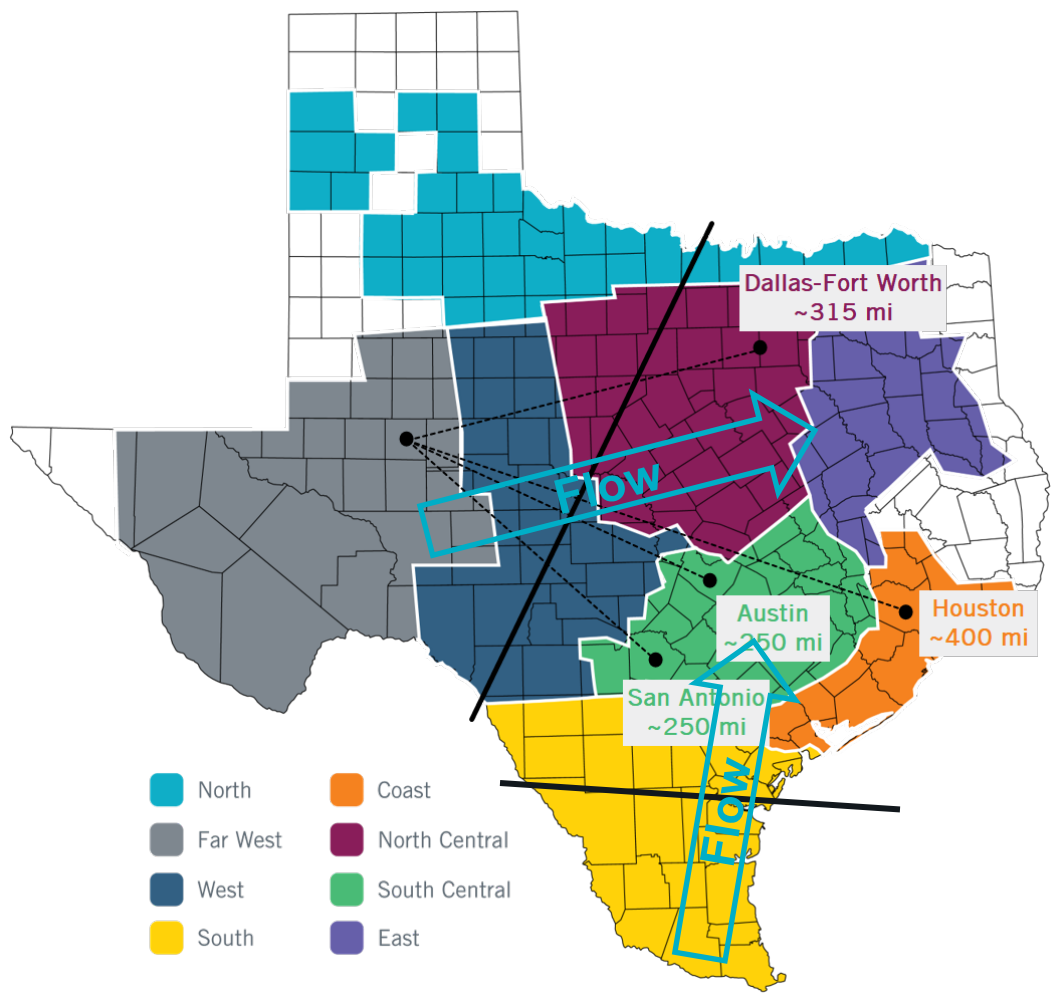 Dallas-Fort Worth
~315 mi
Flow
Austin
~250 mi
Houston
~400 mi
San Antonio
~250 mi
Flow
North
Far West
West
South
Coast
North Central
South Central
East